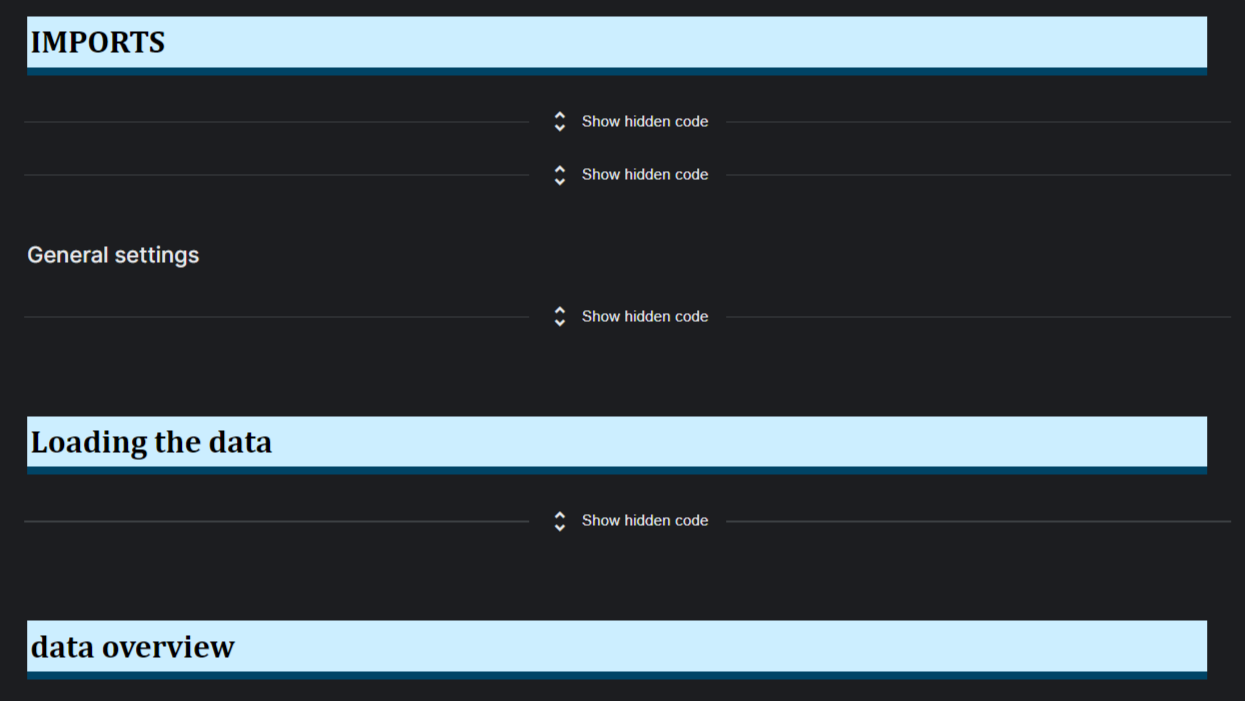 IMPORTS
Show hidden code
Show hidden code
General settings
Show hidden code
Loading the data
Show hidden code
data overview